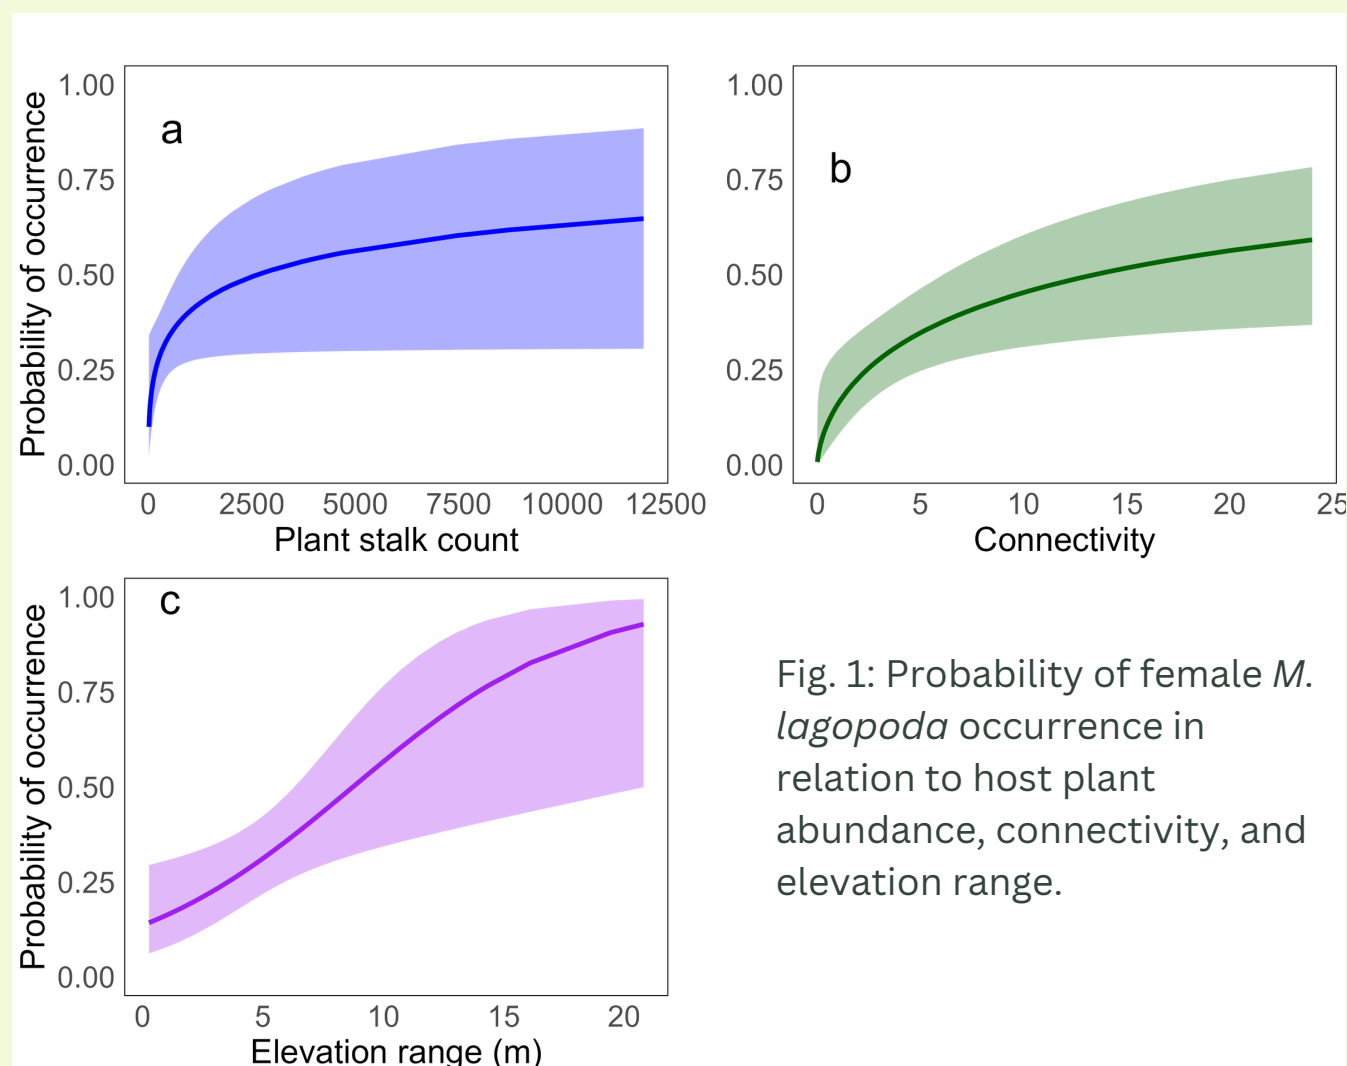 a
Probability of occurrence
1.00
0.75
0.50
0.25
0.00
0 2500 5000 7500 10000 12500
Plant stalk count
b
1.00
0.75
0.50
0.25
0.00
0 5 10 15 20 25
Connectivity
c
Probability of occurrence
1.00
0.75
0.50
0.25
0.00
0 5 10 15 20
Elevation range (m)
Fig. 1: Probability of female M.
lagopoda occurrence in
relation to host plant
abundance, connectivity, and
elevation range.